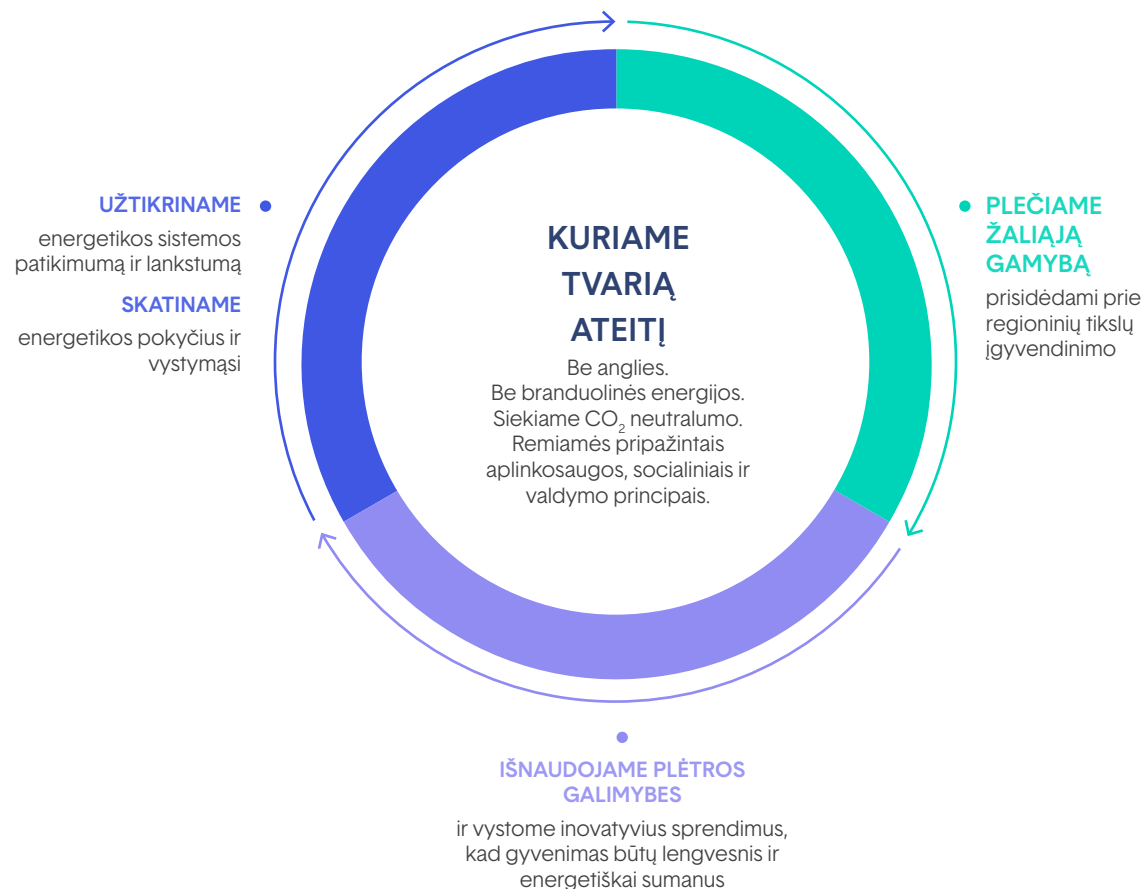 UŽTIKRINAME
energetikos sistemos
patikimumą ir lankstumą
SKATINAME
energetikos pokyčius ir
vystymąsi
KURIAME
TVARIĄ
ATEITĮ
Be anglies.
Be branduolinės energijos.
Siekiame CO₂ neutralumo.
Remiamės pripažintais
aplinkosaugos, socialiniais ir
valdymo principais.
PLEČIAME
ŽALIĄJĄ
GAMYBĄ
prisidėdami prie
regioninių tikslų
įgyvendinimo
IŠNAUDOJAME PLĖTROS
GALIMYBES
ir vystome inovatyvius sprendimus,
kad gyvenimas būtų lengvesnis ir
energetiškai sumanus